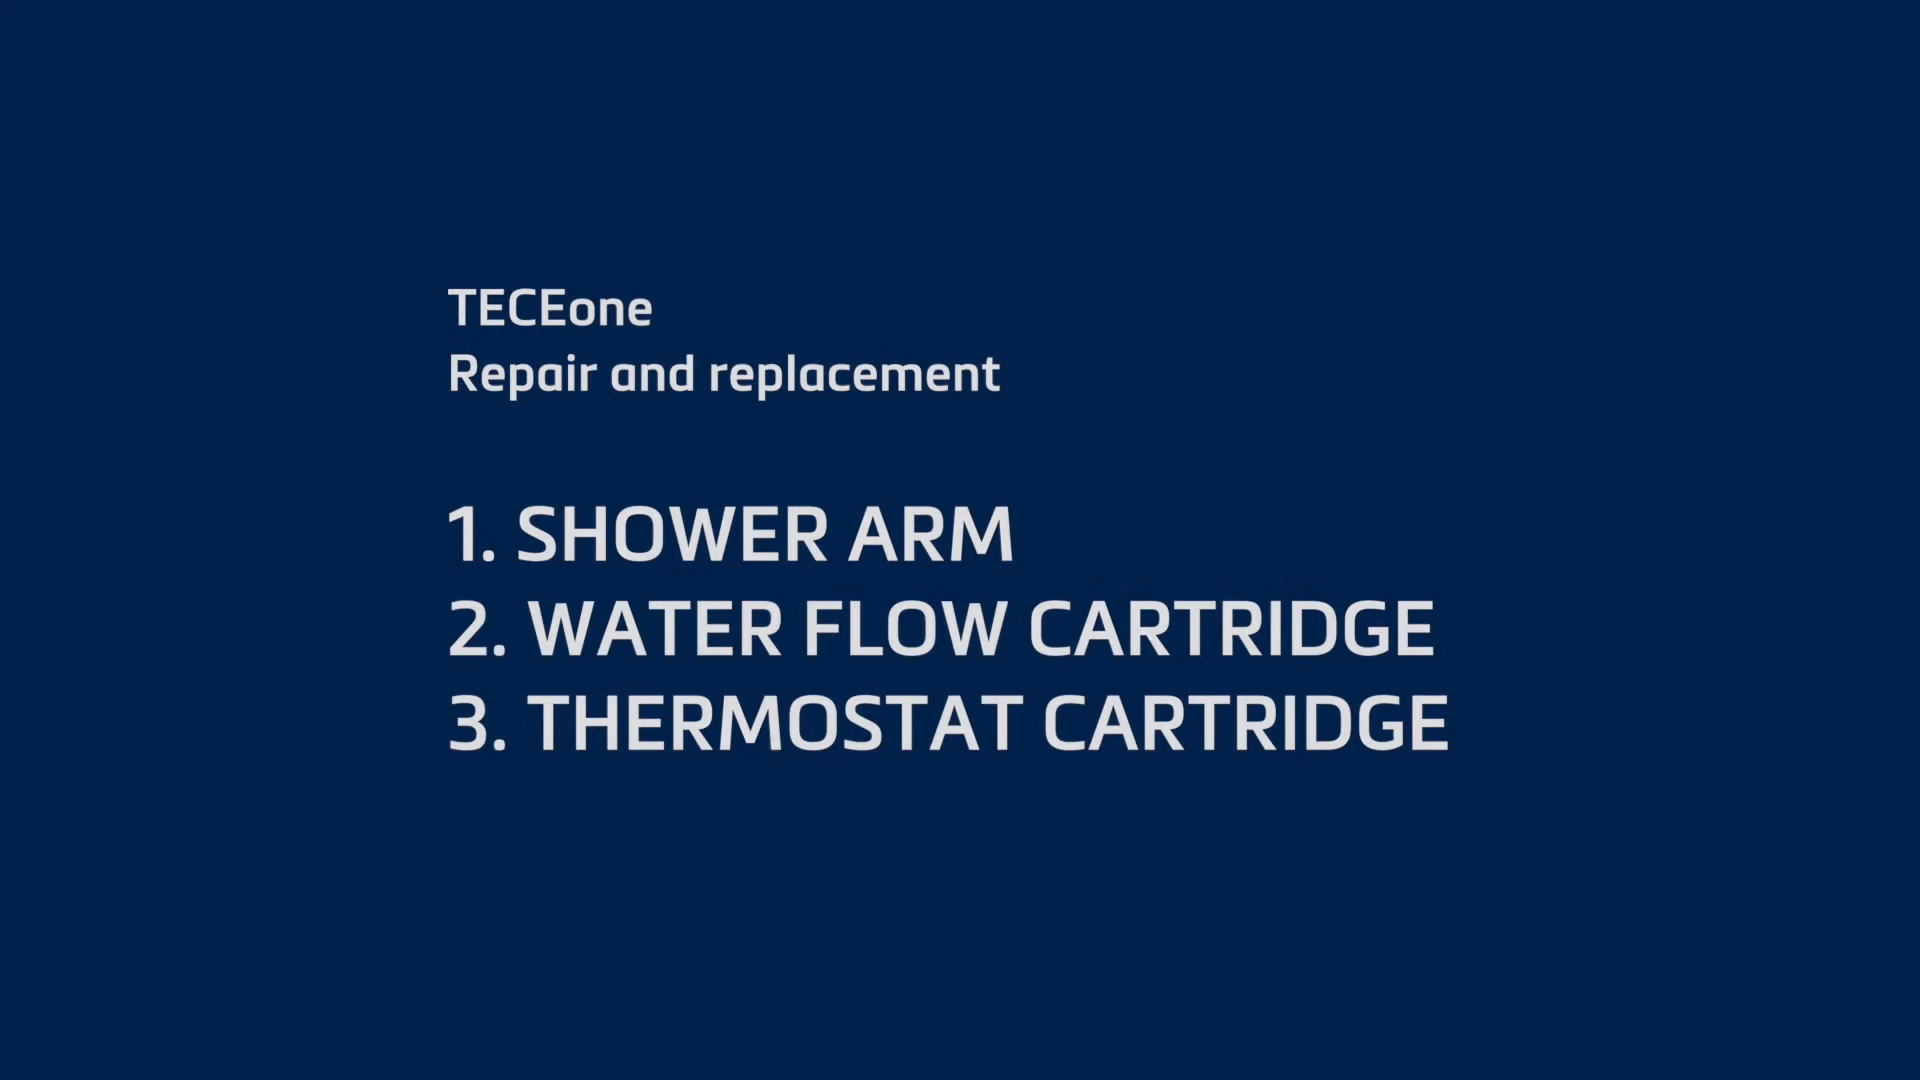 TECEone
Repair and replacement
1. SHOWER ARM
2. WATER FLOW CARTRIDGE
3. THERMOSTAT CARTRIDGE